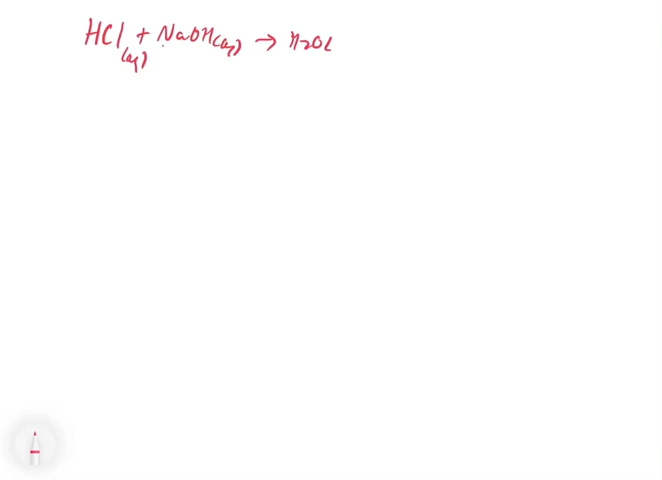 HCl(aq) + NaOH(aq) → H2O(